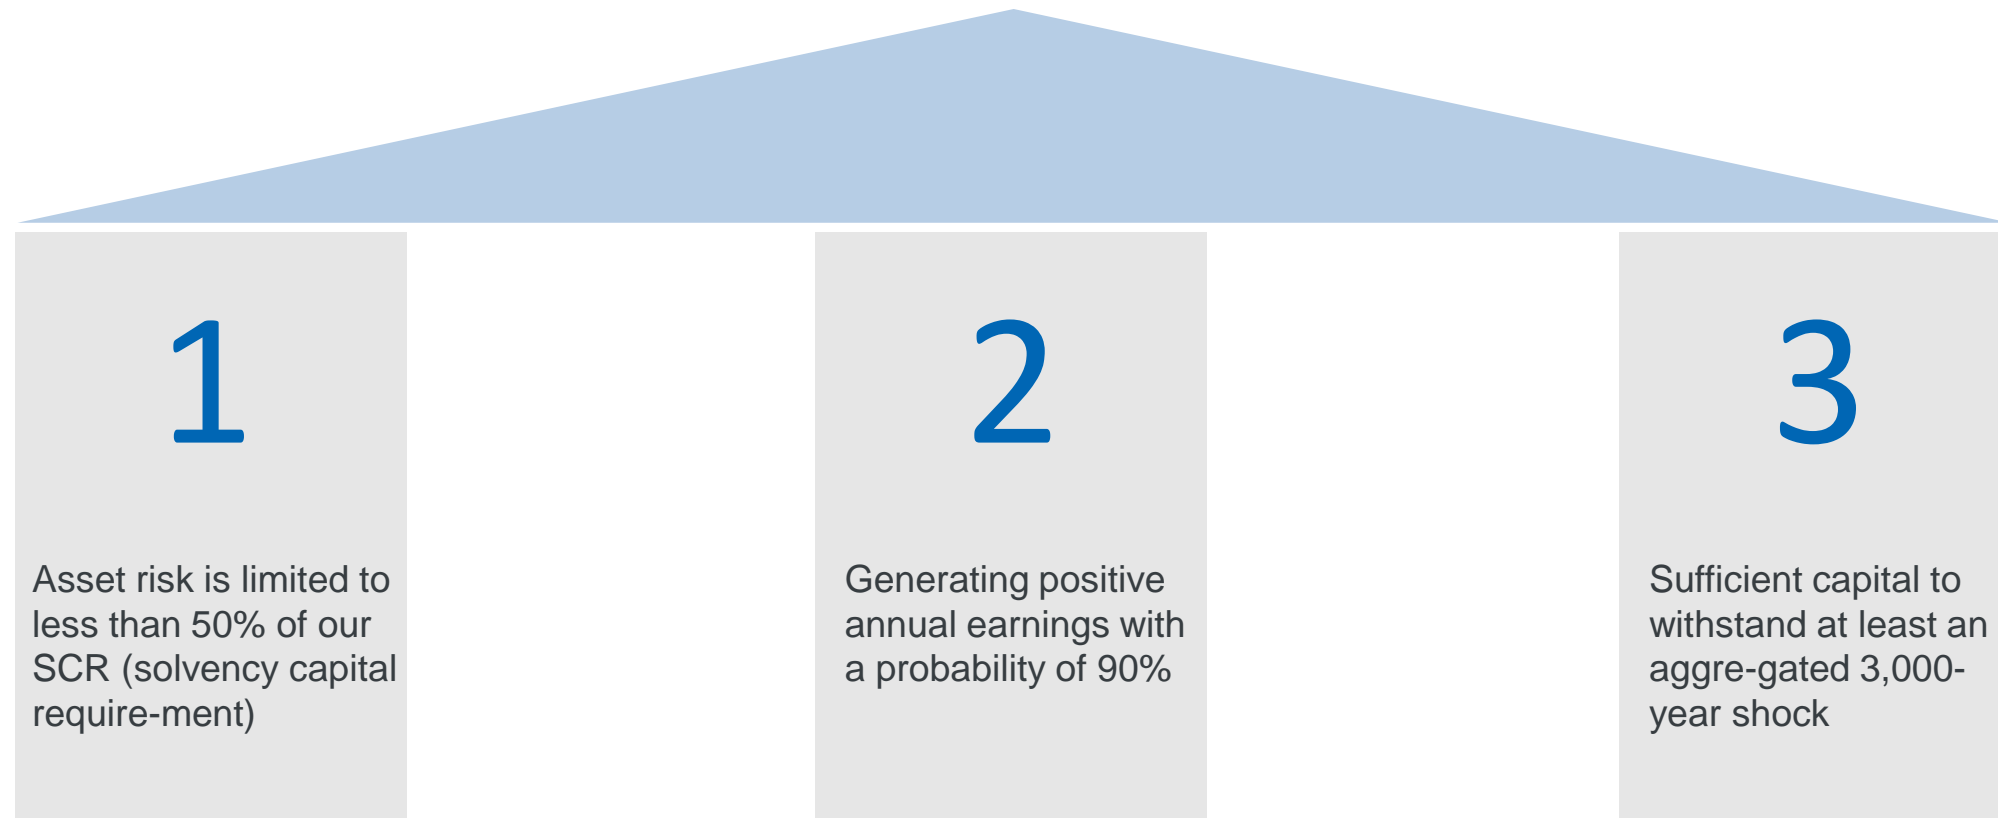 1
Asset risk is limited to
less than 50% of our
SCR (solvency capital
require-ment)
2
Generating positive
annual earnings with
a probability of 90%
3
Sufficient capital to
withstand at least an
aggre-gated 3,000-
year shock